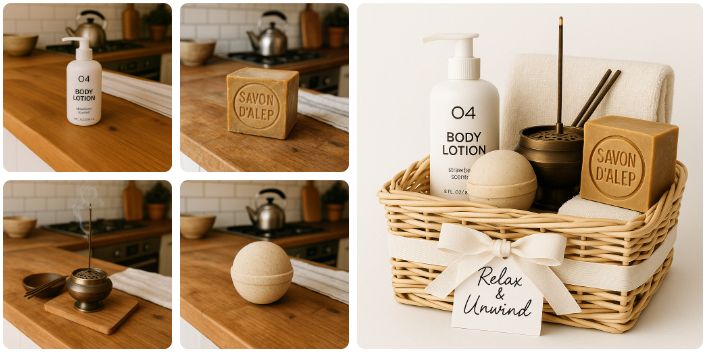 04
BODY
LOTION
SAVON
D'ALEP
04
BODY
LOTION
SAVON
D'ALEP
Relax
&
Unwind